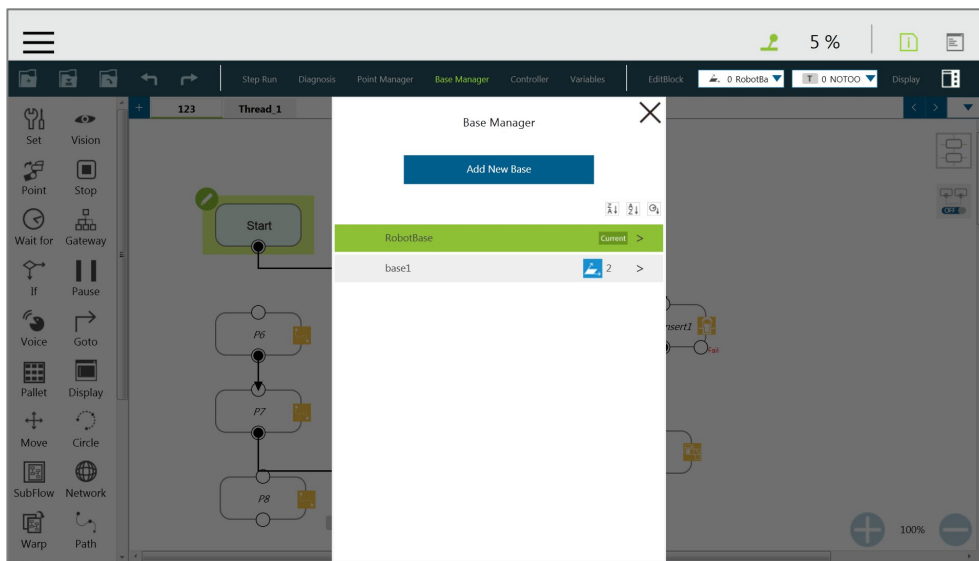 5 %
Step Run Diagnosis Point Manager Base Manager Controller Variables EditBlock 0 RobotBa T 0 NOTOO Display
+ 123 Thread_1
Set Vision
Point Stop
Wait for Gateway
If Pause
Voice Goto
Pallet Display
Move Circle
SubFlow Network
Warp Path
Start
P6
P7
P8
Base Manager
Add New Base
RobotBase Current >
base1 2 >
nsert1
Fail
OFF
100%